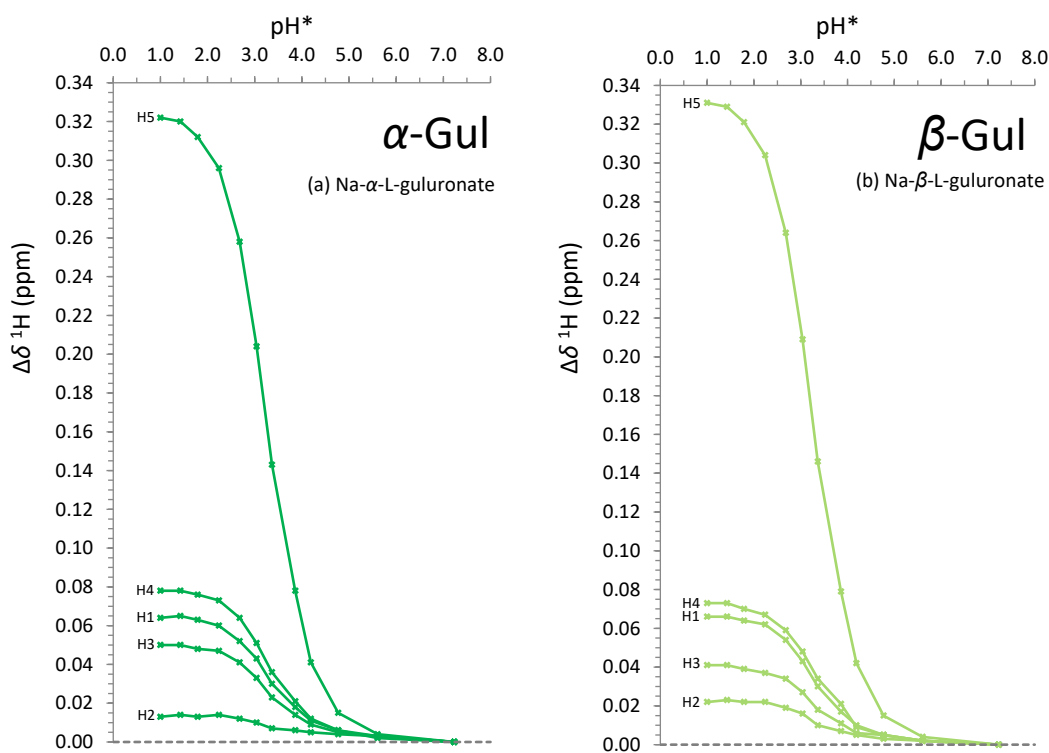 pH*
0.0 1.0 2.0 3.0 4.0 5.0 6.0 7.0 8.0
0.34
0.32
0.30
0.28
0.26
0.24
0.22
0.20
0.18
0.16
0.14
0.12
0.10
0.08
0.06
0.04
0.02
0.00
Δδ ¹H (ppm)
H5
H4
H1
H3
H2
α-Gul
(a) Na-α-L-guluronate
pH*
0.0 1.0 2.0 3.0 4.0 5.0 6.0 7.0 8.0
0.34
0.32
0.30
0.28
0.26
0.24
0.22
0.20
0.18
0.16
0.14
0.12
0.10
0.08
0.06
0.04
0.02
0.00
Δδ ¹H (ppm)
H5
H4
H1
H3
H2
β-Gul
(b) Na-β-L-guluronate